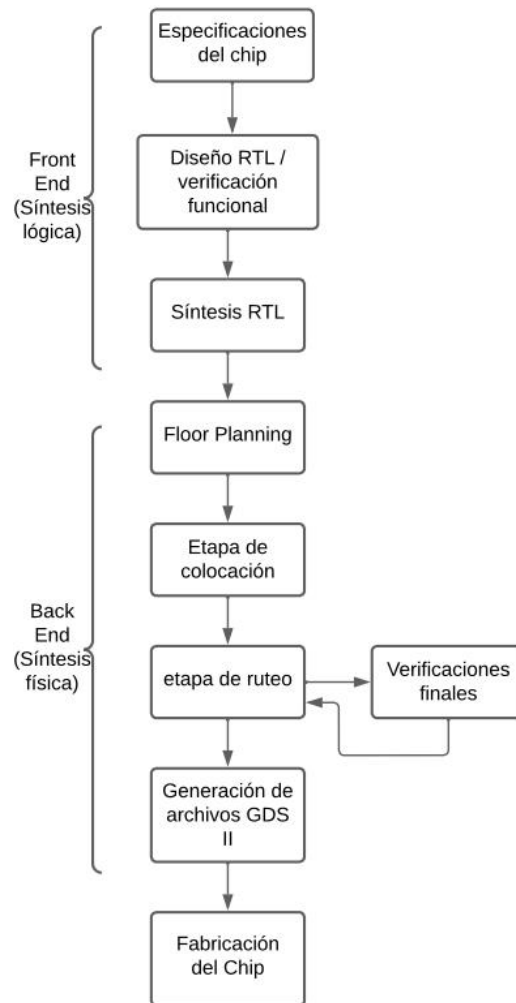 Especificaciones
del chip
Front
End
(Síntesis
lógica)
Diseño RTL /
verificación
funcional
Síntesis RTL
Floor Planning
Etapa de
colocación
Back
End
(Síntesis
física)
etapa de ruteo
Verificaciones
finales
Generación de
archivos GDS
II
Fabricación
del Chip